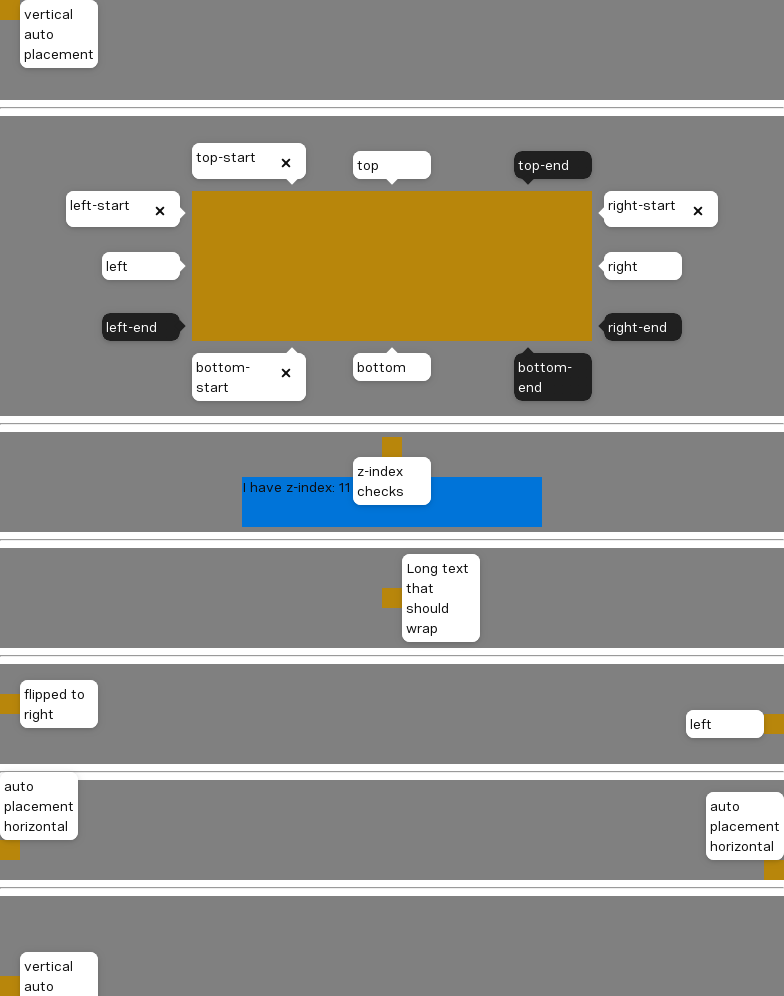 vertical
auto
placement
top-start ×
top
top-end
left-start ×
right-start ×
left
right
left-end
right-end
bottom-
start ×
bottom
bottom-
end
z-index
checks
I have z-index: 11
Long text
that
should
wrap
flipped to
right
left
auto
placement
horizontal
auto
placement
horizontal
vertical
auto